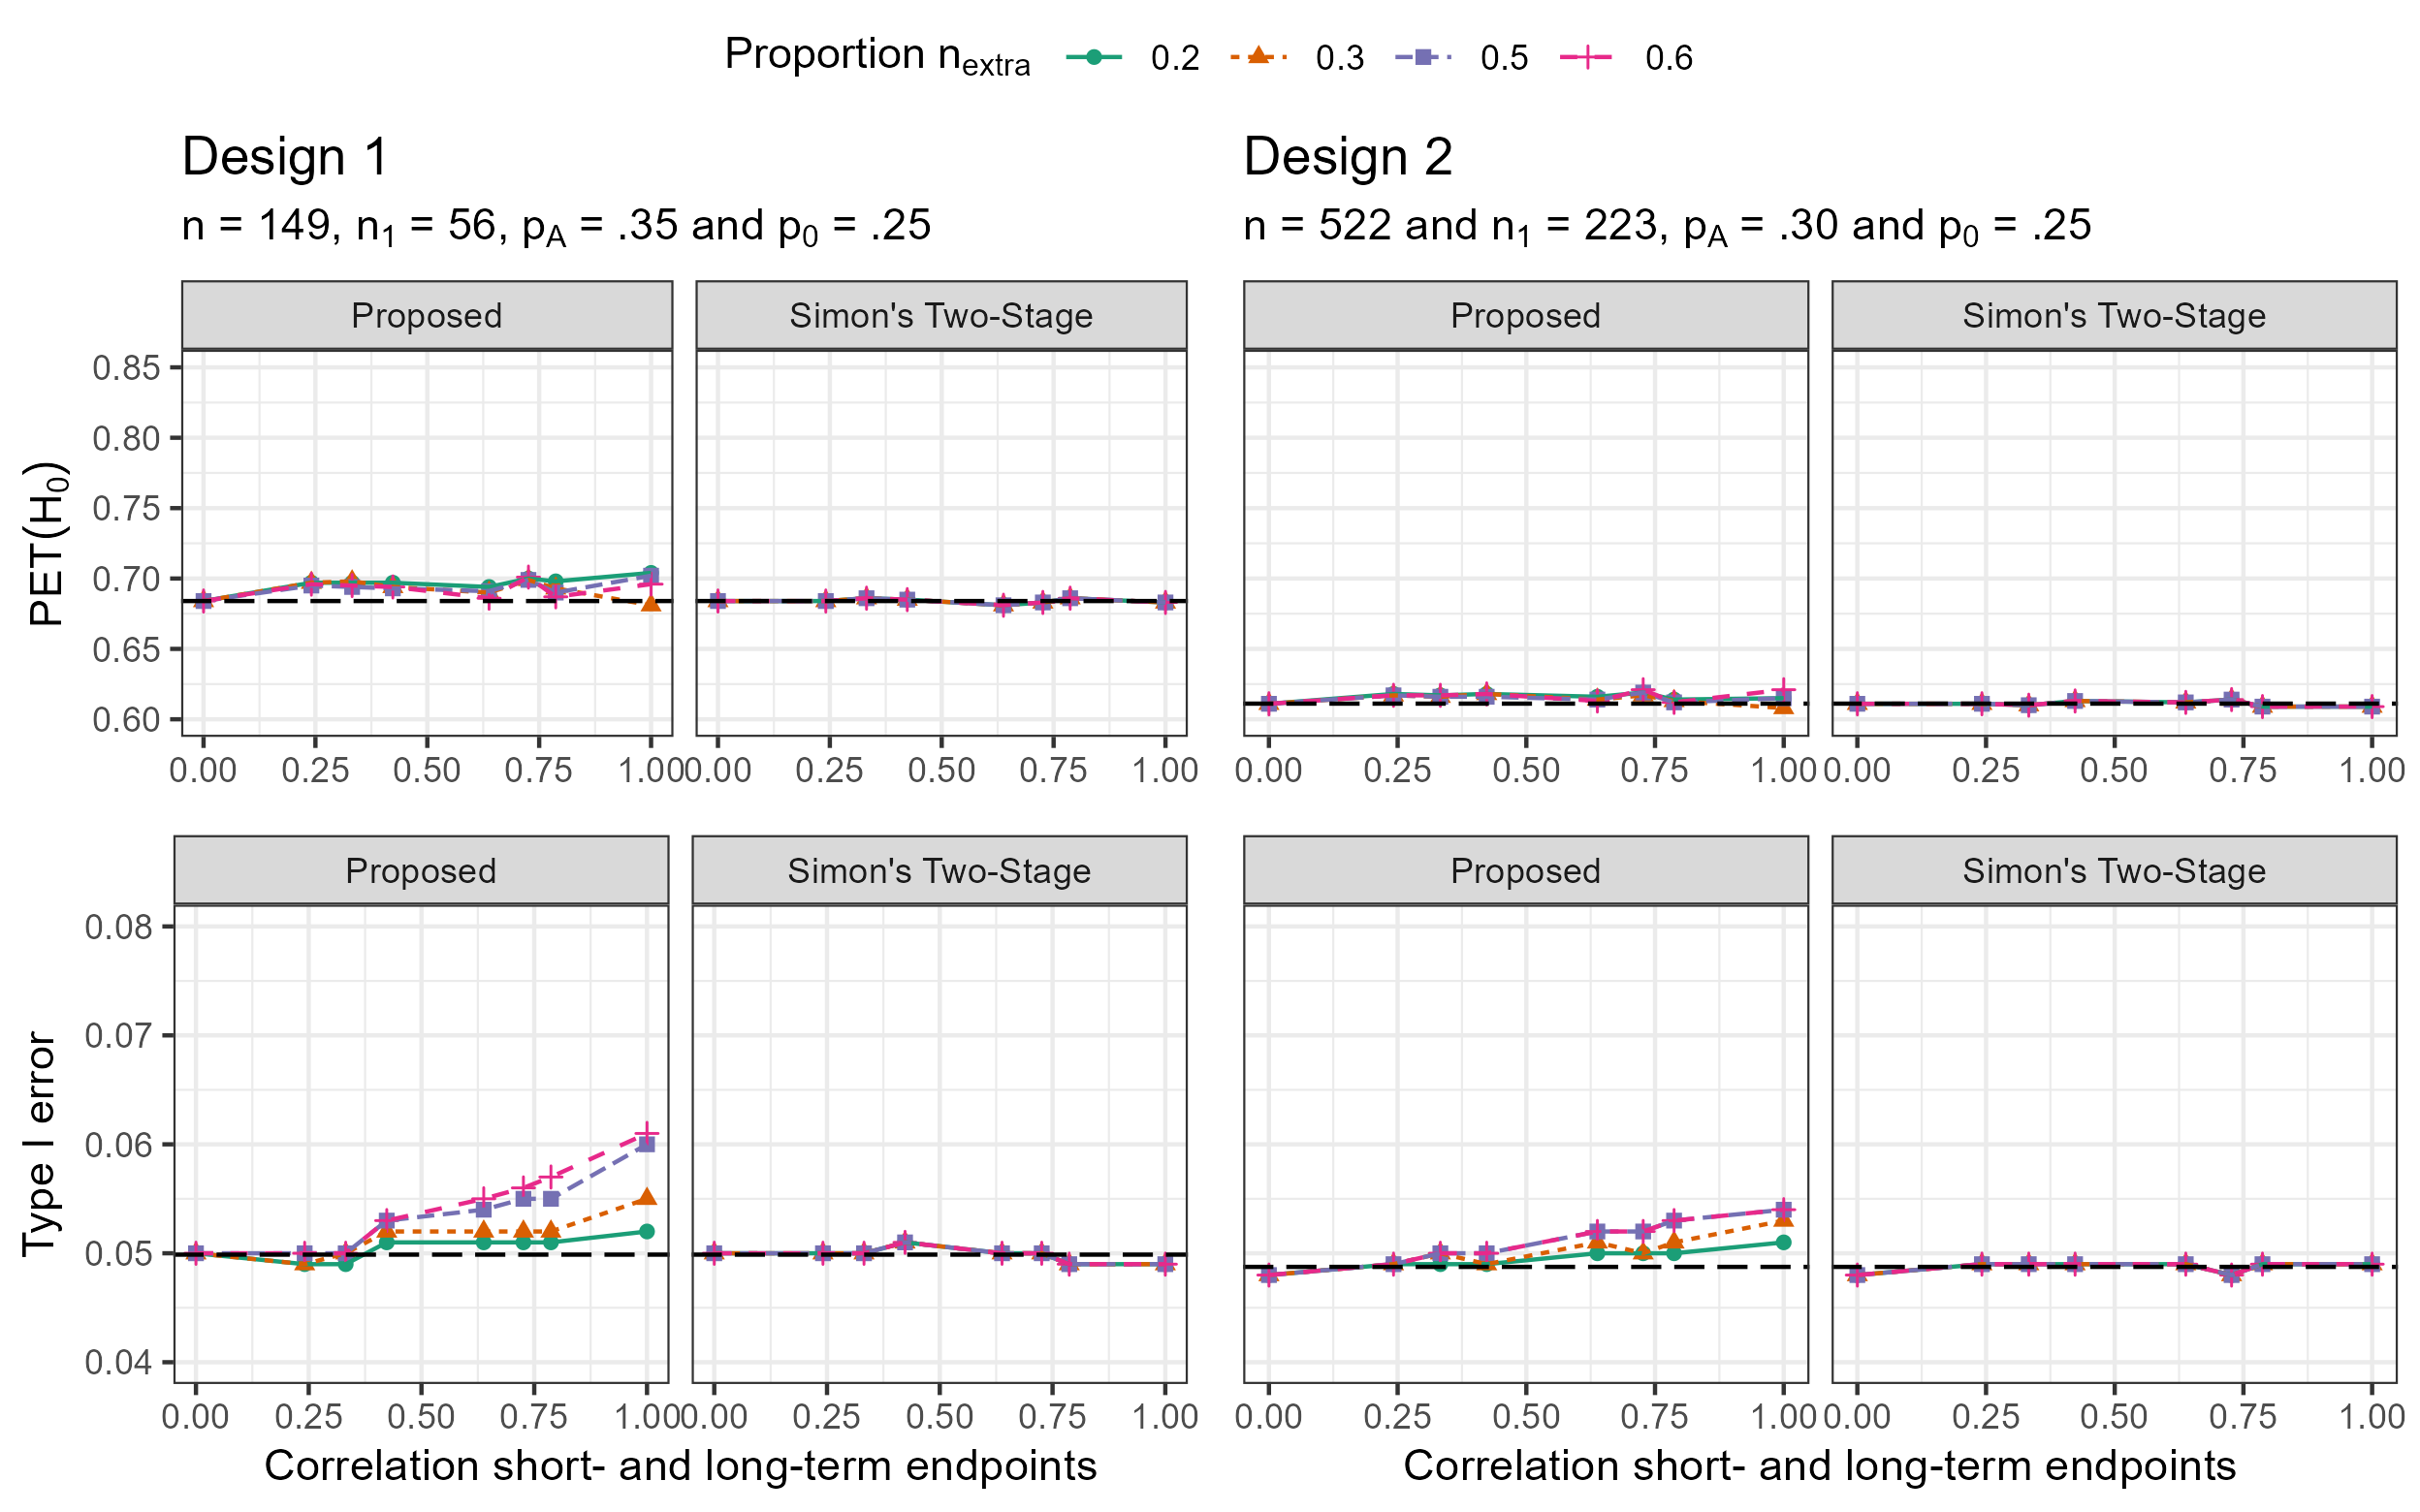 Proportion n_extra 0.2 0.3 0.5 0.6
Design 1
n = 149, n₁ = 56, p_A = .35 and p₀ = .25
Design 2
n = 522 and n₁ = 223, p_A = .30 and p₀ = .25
Proposed
Simon's Two-Stage
Proposed
Simon's Two-Stage
PET(H₀)
0.85
0.80
0.75
0.70
0.65
0.60
0.00 0.25 0.50 0.75 1.00
0.00 0.25 0.50 0.75 1.00
0.00 0.25 0.50 0.75 1.00
0.00 0.25 0.50 0.75 1.00
Proposed
Simon's Two-Stage
Proposed
Simon's Two-Stage
Type I error
0.08
0.07
0.06
0.05
0.04
0.00 0.25 0.50 0.75 1.00
0.00 0.25 0.50 0.75 1.00
0.00 0.25 0.50 0.75 1.00
0.00 0.25 0.50 0.75 1.00
Correlation short- and long-term endpoints
Correlation short- and long-term endpoints